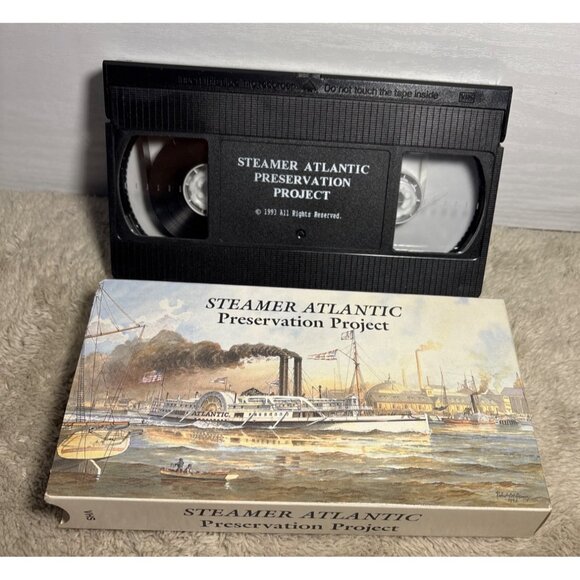 Do not touch the tape inside
VHS
STEAMER ATLANTIC
PRESERVATION
PROJECT
© 1993 All Rights Reserved.
STEAMER ATLANTIC
Preservation Project
ATLANTIC
VHS
STEAMER ATLANTIC
Preservation Project